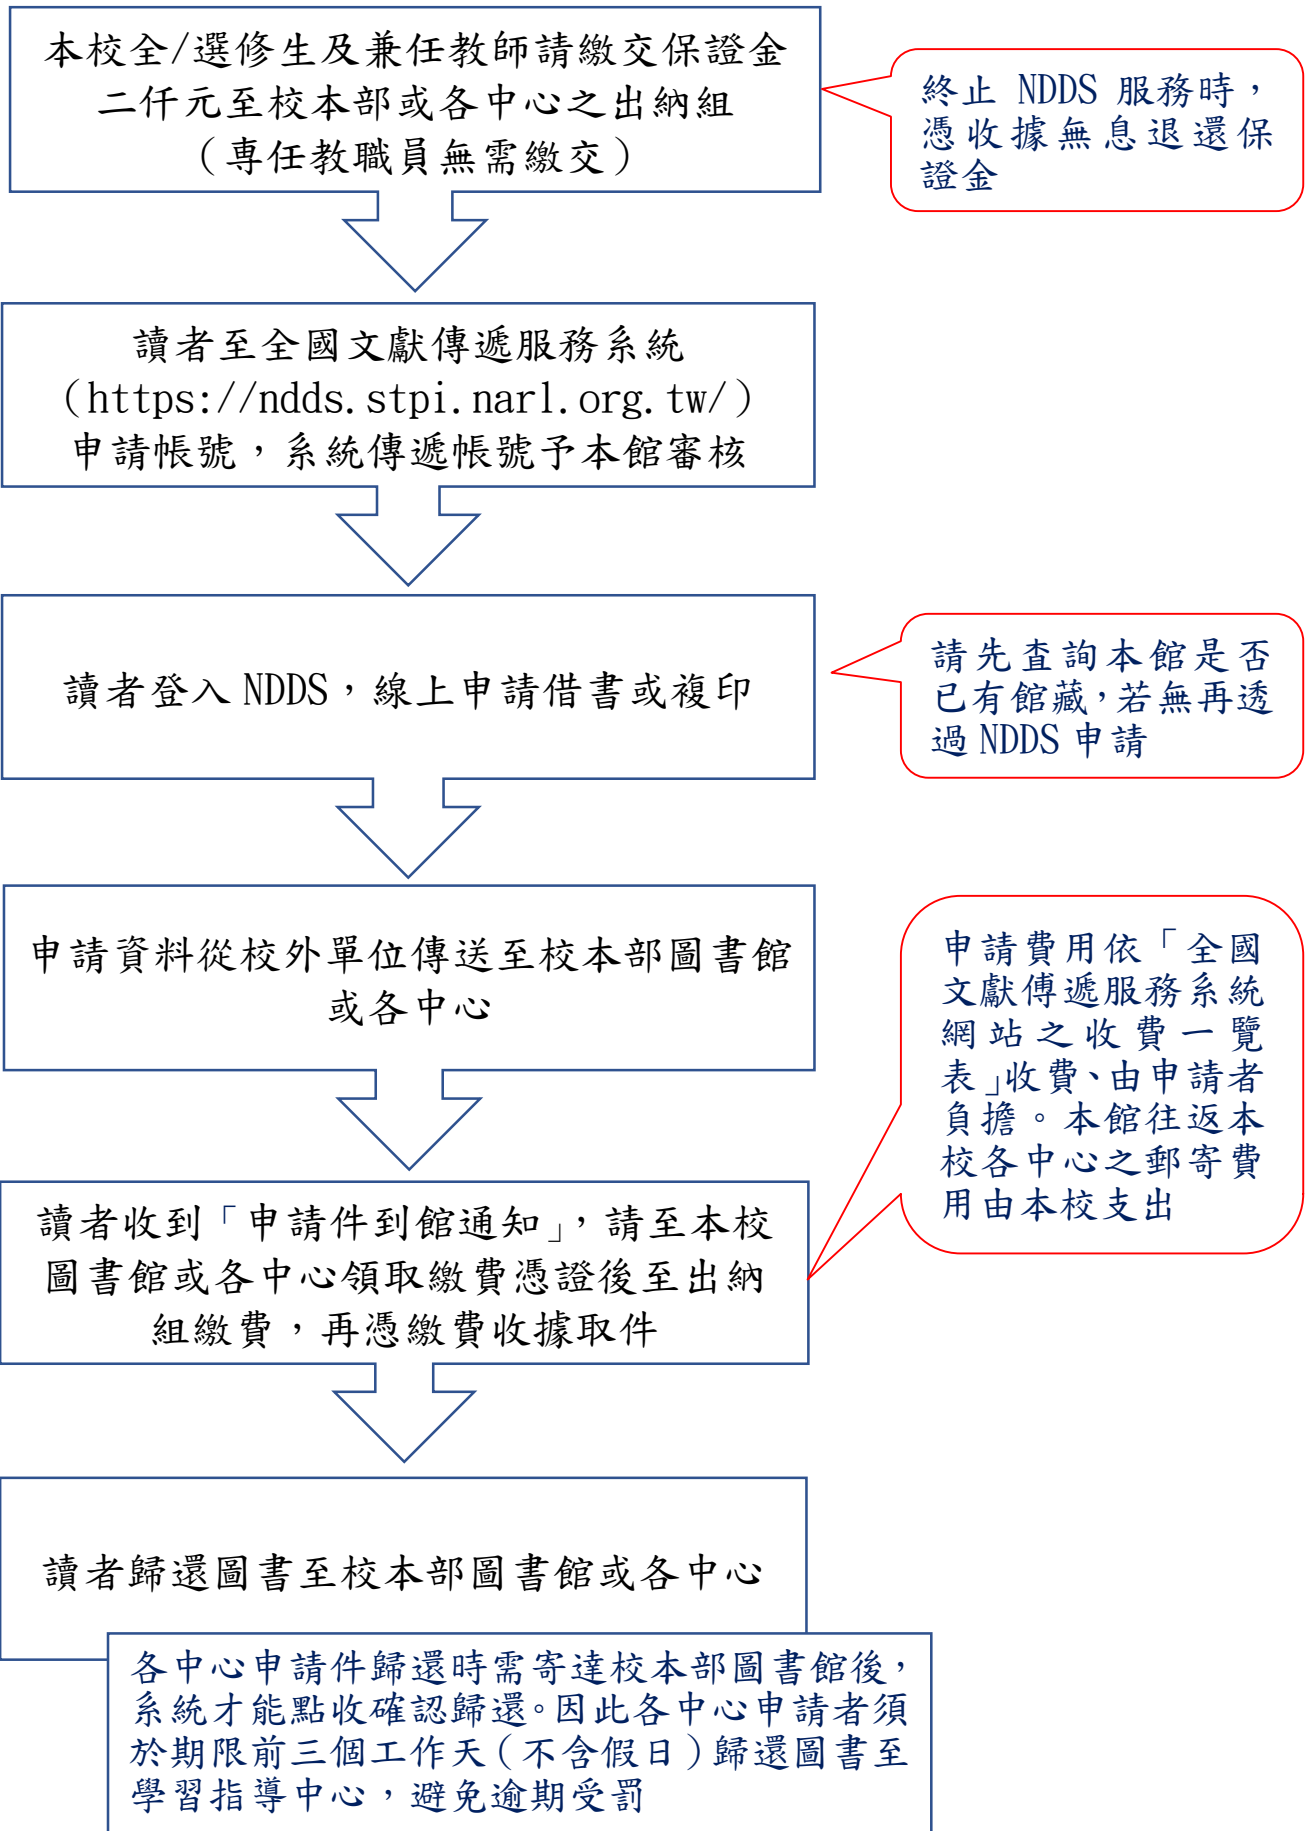 本校全/選修生及兼任教師請繳交保證金
二仟元至校本部或各中心之出納組
（專任教職員無需繳交）
終止 NDDS 服務時，
憑收據無息退還保
證金
讀者至全國文獻傳遞服務系統
（https://ndds.stpi.narl.org.tw/）
申請帳號，系統傳遞帳號予本館審核
讀者登入 NDDS，線上申請借書或複印
請先查詢本館是否
已有館藏，若無再透
過 NDDS 申請
申請資料從校外單位傳送至校本部圖書館
或各中心
申請費用依「全國
文獻傳遞服務系統
網站之收費一覽
表」收費、由申請者
負擔。本館往返本
校各中心之郵寄費
用由本校支出
讀者收到「申請件到館通知」，請至本校
圖書館或各中心領取繳費憑證後至出納
組繳費，再憑繳費收據取件
讀者歸還圖書至校本部圖書館或各中心
各中心申請件歸還時需寄達校本部圖書館後，
系統才能點收確認歸還。因此各中心申請者須
於期限前三個工作天（不含假日）歸還圖書至
學習指導中心，避免逾期受罰